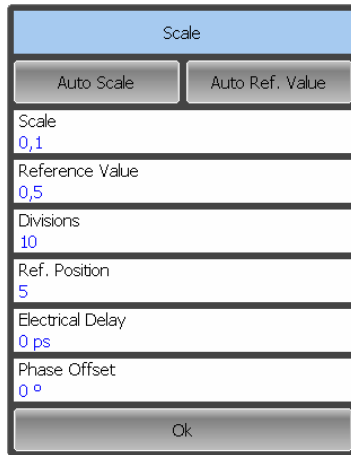 Scale
Auto Scale Auto Ref. Value
Scale
0,1
Reference Value
0,5
Divisions
10
Ref. Position
5
Electrical Delay
0 ps
Phase Offset
0 º
Ok